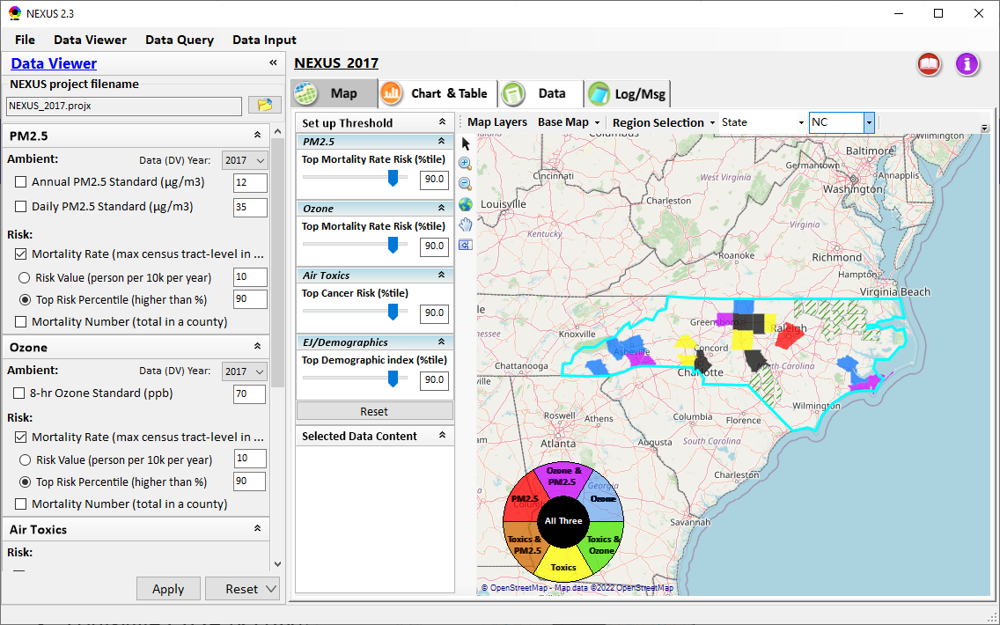 NEXUS 2.3
File Data Viewer Data Query Data Input
Data Viewer «
NEXUS project filename
NEXUS_2017.projx
PM2.5
Ambient: Data (DV) Year: 2017
Annual PM2.5 Standard (µg/m3) 12
Daily PM2.5 Standard (µg/m3) 35
Risk:
Mortality Rate (max census tract-level in ...
Risk Value (person per 10k per year) 10
Top Risk Percentile (higher than %) 90
Mortality Number (total in a county)
Ozone
Ambient: Data (DV) Year: 2017
8-hr Ozone Standard (ppb) 70
Risk:
Mortality Rate (max census tract-level in ...
Risk Value (person per 10k per year) 10
Top Risk Percentile (higher than %) 90
Mortality Number (total in a county)
Air Toxics
Risk:
Apply Reset
NEXUS_2017
i
Map Chart & Table Data Log/Msg
Set up Threshold
PM2.5
Top Mortality Rate Risk (%tile)
90.0
Ozone
Top Mortality Rate Risk (%tile)
90.0
Air Toxics
Top Cancer Risk (%tile)
90.0
EJ/Demographics
Top Demographic index (%tile)
90.0
Reset
Selected Data Content
Map Layers Base Map Region Selection State NC
Columbus
Wilmington
Baltimore
Cincinnati
Germantown
Annapolis
West Virginia
Washington
Louisville
Charleston
Virginia
Kentucky
Roanoke
Richmond
Hampton
Virginia Beach
Greensboro
Raleigh
Knoxville
Asheville
Concord
Chattanooga
North Carolina
Charlotte
Wilmington
Roswell
Athens
Columbia
Florence
Atlanta
Augusta
South Carolina
Georgia
Charleston
Savannah
Ozone & PM2.5
PM2.5
Ozone
All Three
Toxics & PM2.5
Toxics & Ozone
Toxics
© OpenStreetMap - Map data ©2022 OpenStreetMap